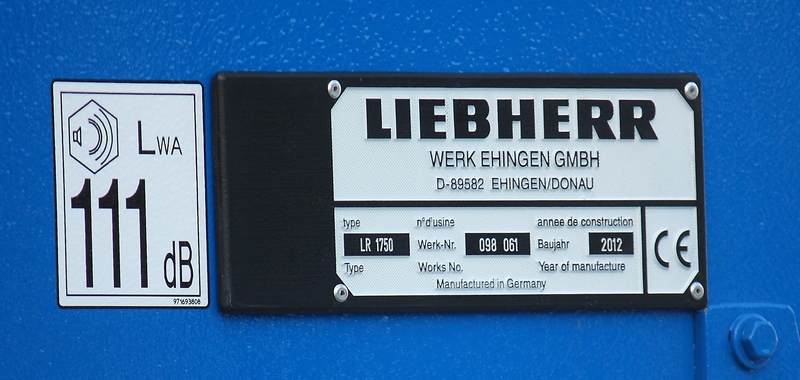 LWA
111 dB
971693808
LIEBHERR
WERK EHINGEN GMBH
D-89582 EHINGEN/DONAU
type n°d'usine annee de construction
LR 1750 Werk-Nr. 098 061 Baujahr 2012
Type Works No. Year of manufacture
Manufactured in Germany
CE